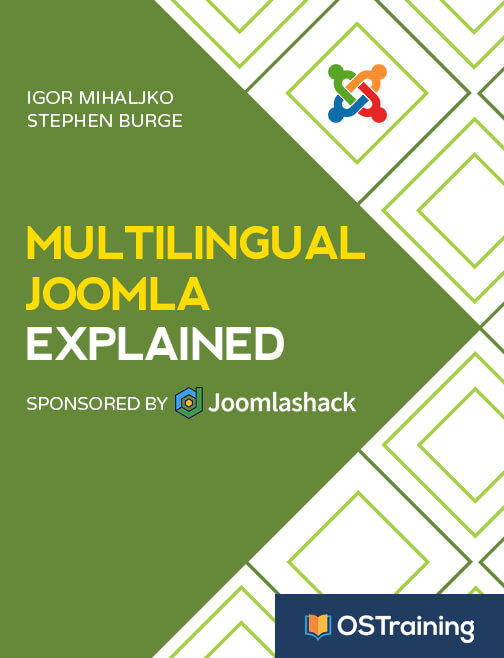 IGOR MIHALJKO
STEPHEN BURGE
MULTILINGUAL
JOOMLA
EXPLAINED
SPONSORED BY Joomlashack
OSTraining